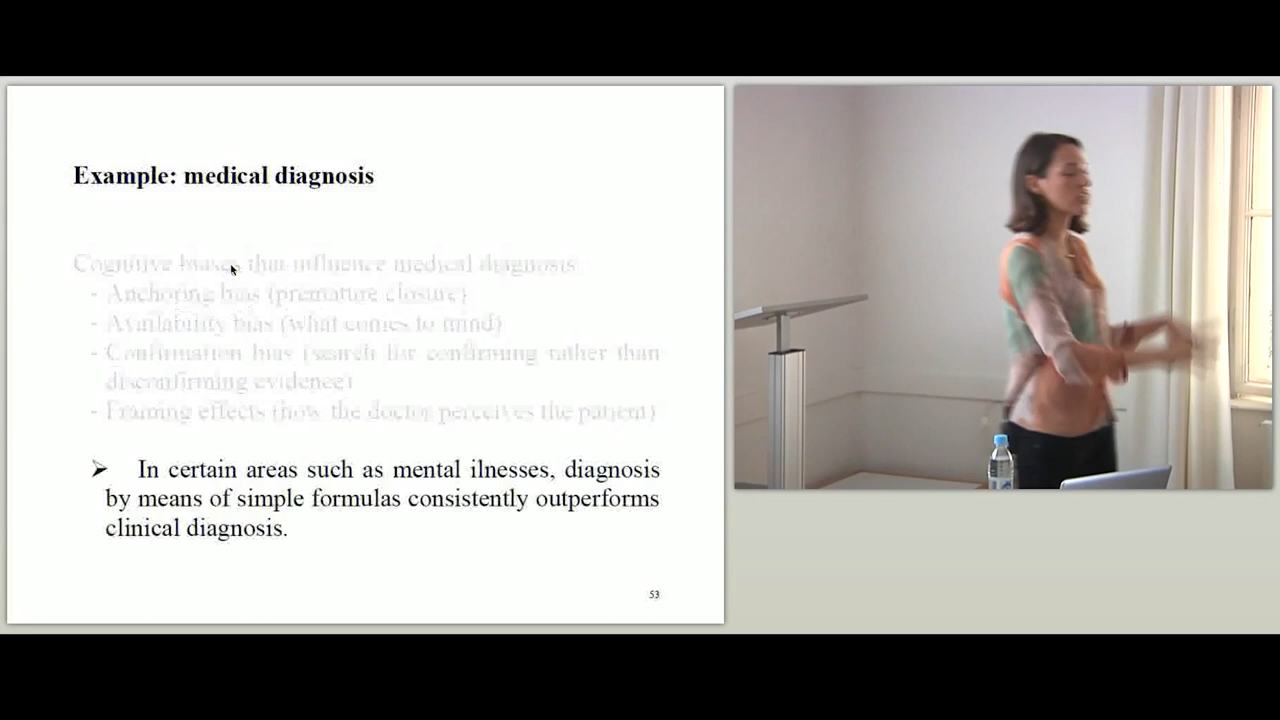 Example: medical diagnosis
Cognitive biases that influence medical diagnosis
- Anchoring bias (premature closure)
- Availability bias (what comes to mind)
- Confirmation bias (search for confirming rather than
disconfirming evidence)
- Framing effects (how the doctor perceives the patient)
➢ In certain areas such as mental ilnesses, diagnosis
by means of simple formulas consistently outperforms
clinical diagnosis.
53